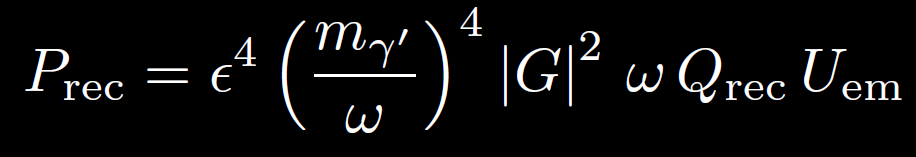 P_rec = ϵ^4 (m_γ′ / ω)^4 |G|^2 ω Q_rec U_em